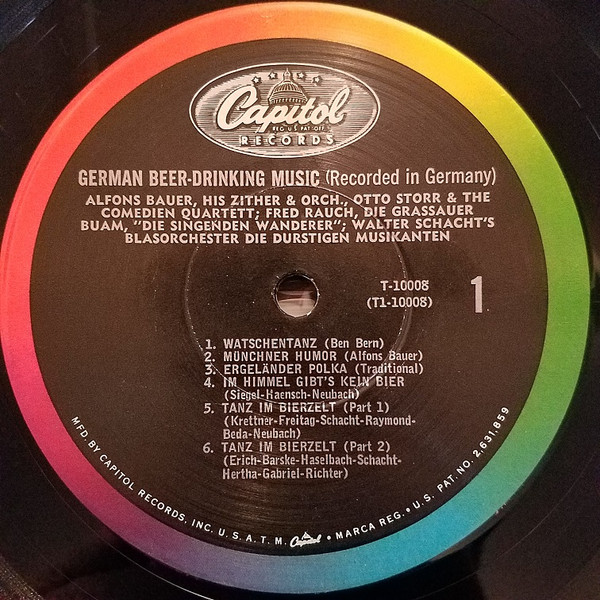 Capitol
REG. U.S. PAT. OFF.
RECORDS
GERMAN BEER-DRINKING MUSIC (Recorded in Germany)
ALFONS BAUER, HIS ZITHER & ORCH., OTTO STORR & THE
COMEDIEN QUARTETT; FRED RAUCH, DIE GRASSAUER
BUAM, "DIE SINGENDEN WANDERER"; WALTER SCHACHT'S
BLASORCHESTER DIE DURSTIGEN MUSIKANTEN
T-10008
(T1-10008)
1
1. WATSCHENTANZ (Ben Bern)
2. MÜNCHNER HUMOR (Alfons Bauer)
3. ERGELÄNDER POLKA (Traditional)
4. IM HIMMEL GIBT'S KEIN BIER
(Siegel-Haensch-Neubach)
5. TANZ IM BIERZELT (Part 1)
(Krettner-Freitag-Schacht-Raymond-
Beda-Neubach)
6. TANZ IM BIERZELT (Part 2)
(Erich-Barske-Haselbach-Schacht-
Hertha-Gabriel-Richter)
MFD. BY CAPITOL RECORDS, INC. U.S.A. T.M. Capitol • MARCA REG. • U.S. PAT. NO. 2,631,859